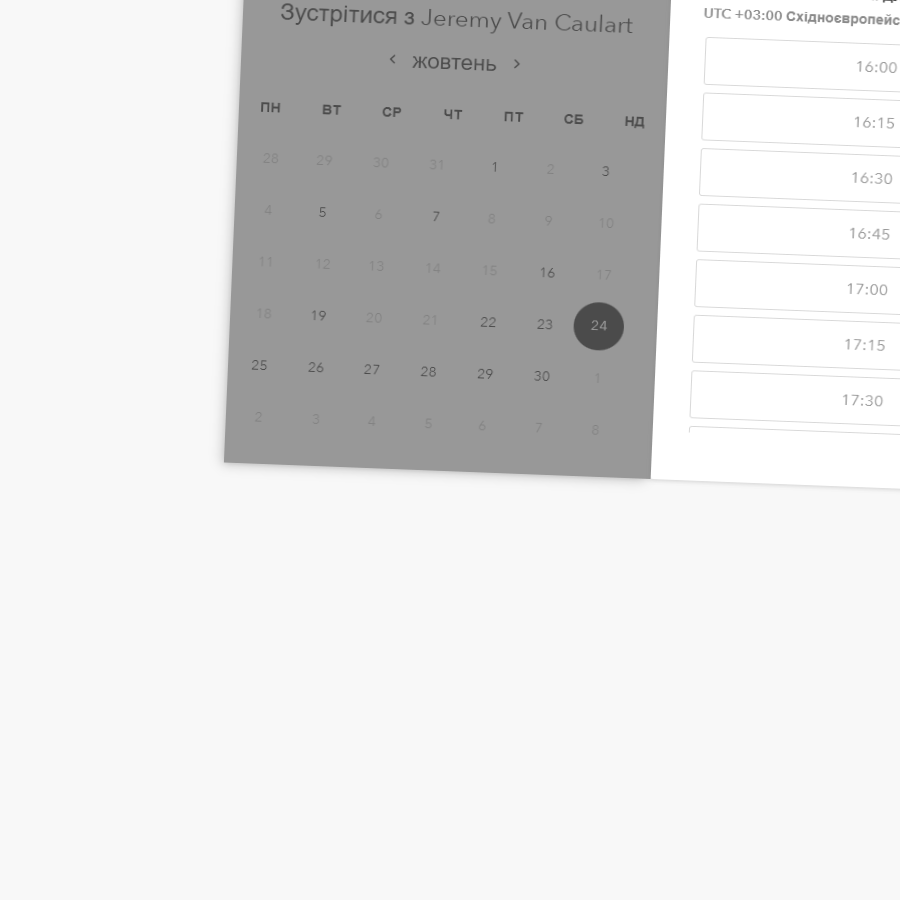 Зустрітися з Jeremy Van Caulart
‹ жовтень ›
ПН ВТ СР ЧТ ПТ СБ НД
28 29 30 31 1 2 3
4 5 6 7 8 9 10
11 12 13 14 15 16 17
18 19 20 21 22 23 24
25 26 27 28 29 30 1
2 3 4 5 6 7 8
UTC +03:00
16:00
16:15
16:30
16:45
17:00
17:15
17:30